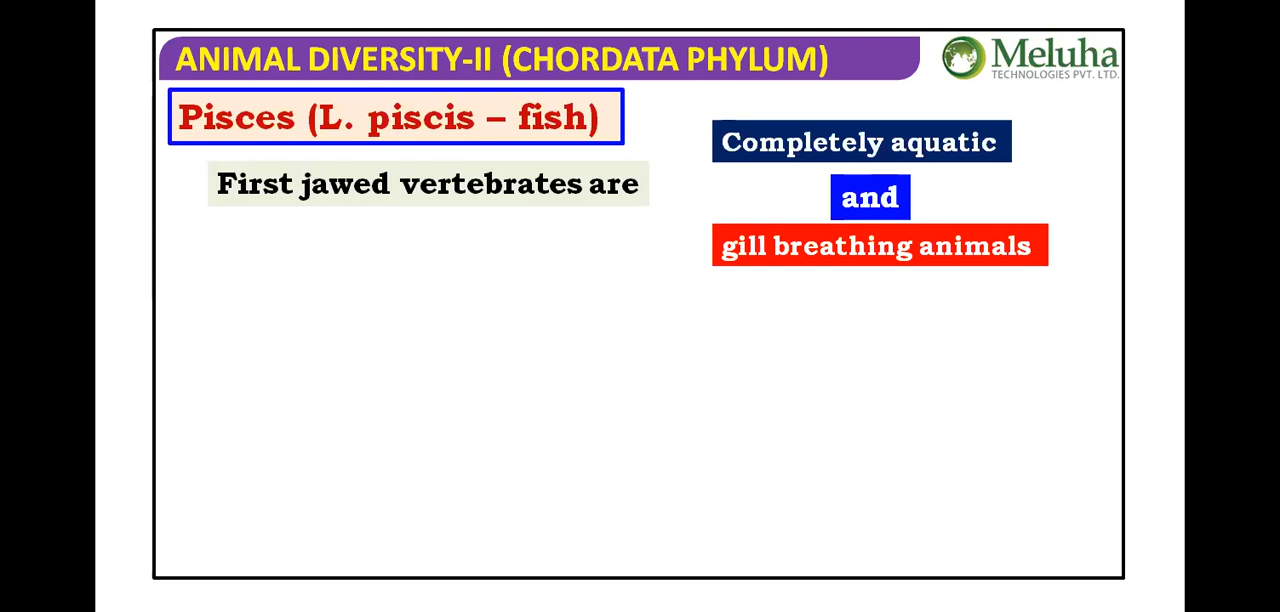 ANIMAL DIVERSITY-II (CHORDATA PHYLUM)
Meluha
TECHNOLOGIES PVT. LTD.
Pisces (L. piscis – fish)
First jawed vertebrates are
Completely aquatic
and
gill breathing animals